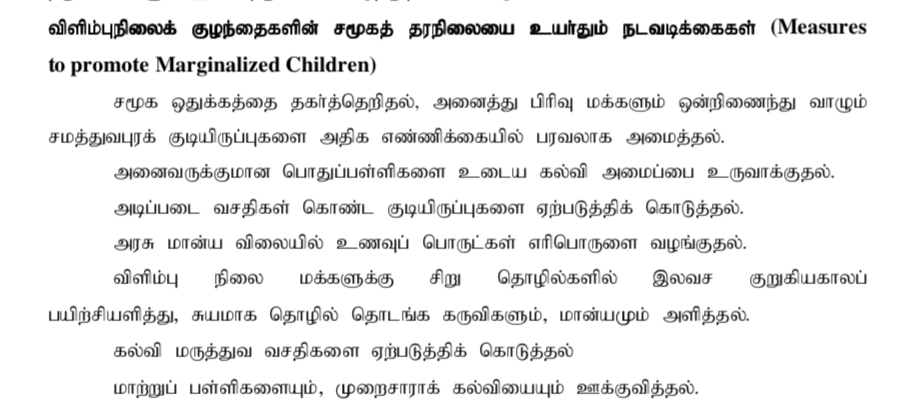 விளிம்புநிலைக் குழந்தைகளின் சமூகத் தரநிலையை உயர்தும் நடவடிக்கைகள் (Measures
to promote Marginalized Children)
சமூக ஒதுக்கத்தை தகர்த்தெறிதல், அனைத்து பிரிவு மக்களும் ஒன்றிணைந்து வாழும்
சமத்துவபுரக் குடியிருப்புகளை அதிக எண்ணிக்கையில் பரவலாக அமைத்தல்.
அனைவருக்குமான பொதுப்பள்ளிகளை உடைய கல்வி அமைப்பை உருவாக்குதல்.
அடிப்படை வசதிகள் கொண்ட குடியிருப்புகளை ஏற்படுத்திக் கொடுத்தல்.
அரசு மான்ய விலையில் உணவுப் பொருட்கள் எரிபொருளை வழங்குதல்.
விளிம்பு நிலை மக்களுக்கு சிறு தொழில்களில் இலவச குறுகியகாலப்
பயிற்சியளித்து, சுயமாக தொழில் தொடங்க கருவிகளும், மான்யமும் அளித்தல்.
கல்வி மருத்துவ வசதிகளை ஏற்படுத்திக் கொடுத்தல்
மாற்றுப் பள்ளிகளையும், முறைசாராக் கல்வியையும் ஊக்குவித்தல்.